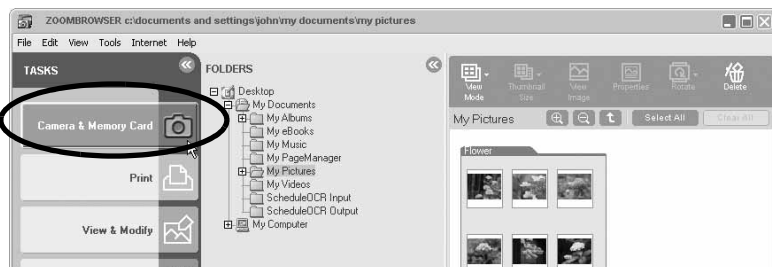 ZOOMBROWSER c:\documents and settings\john\my documents\my pictures
File Edit View Tools Internet Help
TASKS
Camera & Memory Card
Print
View & Modify
FOLDERS
Desktop
My Documents
My Albums
My eBooks
My Music
My PageManager
My Pictures
My Videos
ScheduleOCR Input
ScheduleOCR Output
My Computer
View Mode
Thumbnail Size
View Image
Properties
Rotate
Delete
My Pictures
Select All
Clear All
Flower